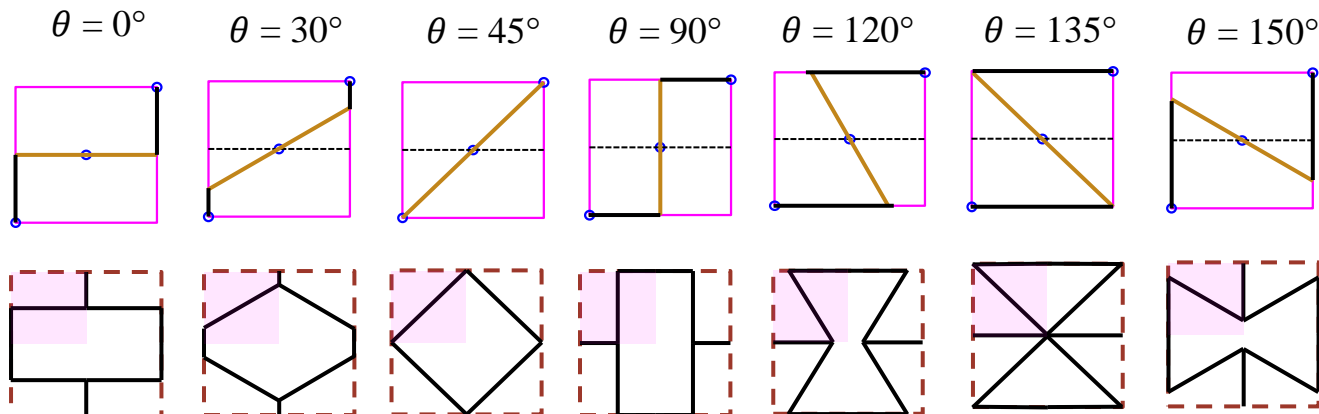 θ = 0° θ = 30° θ = 45° θ = 90° θ = 120° θ = 135° θ = 150°